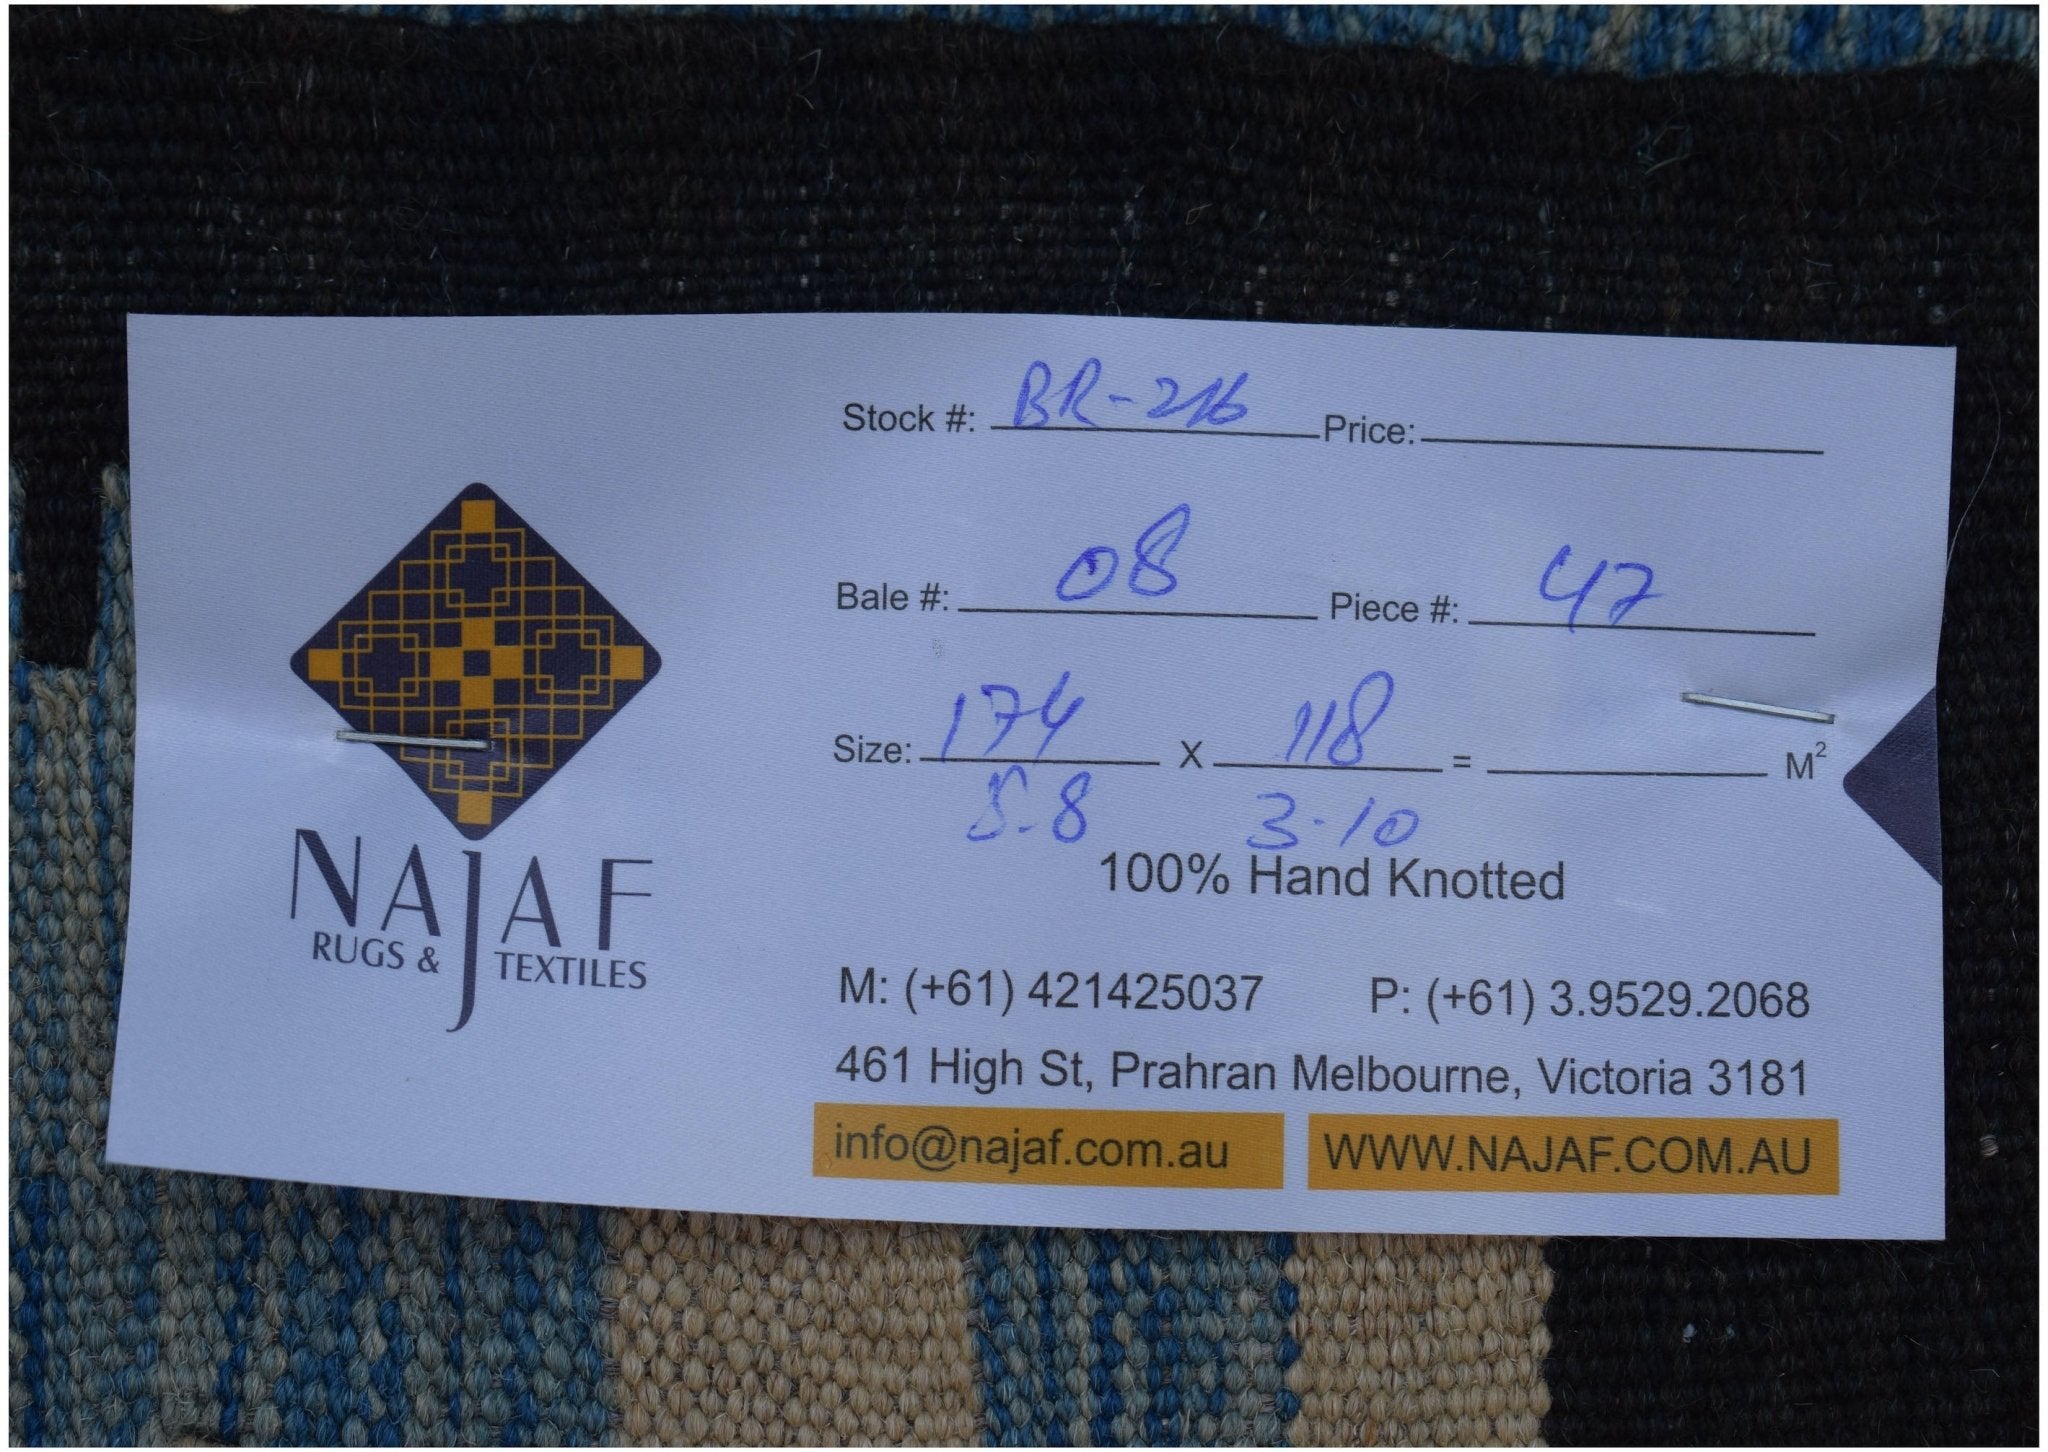 NAJAF
RUGS & TEXTILES
Stock #: BR-216 Price:
Bale #: 08 Piece #: 47
Size: 174 X 118 = M²
5.8 3.10
100% Hand Knotted
M: (+61) 421425037 P: (+61) 3.9529.2068
461 High St, Prahran Melbourne, Victoria 3181
info@najaf.com.au WWW.NAJAF.COM.AU